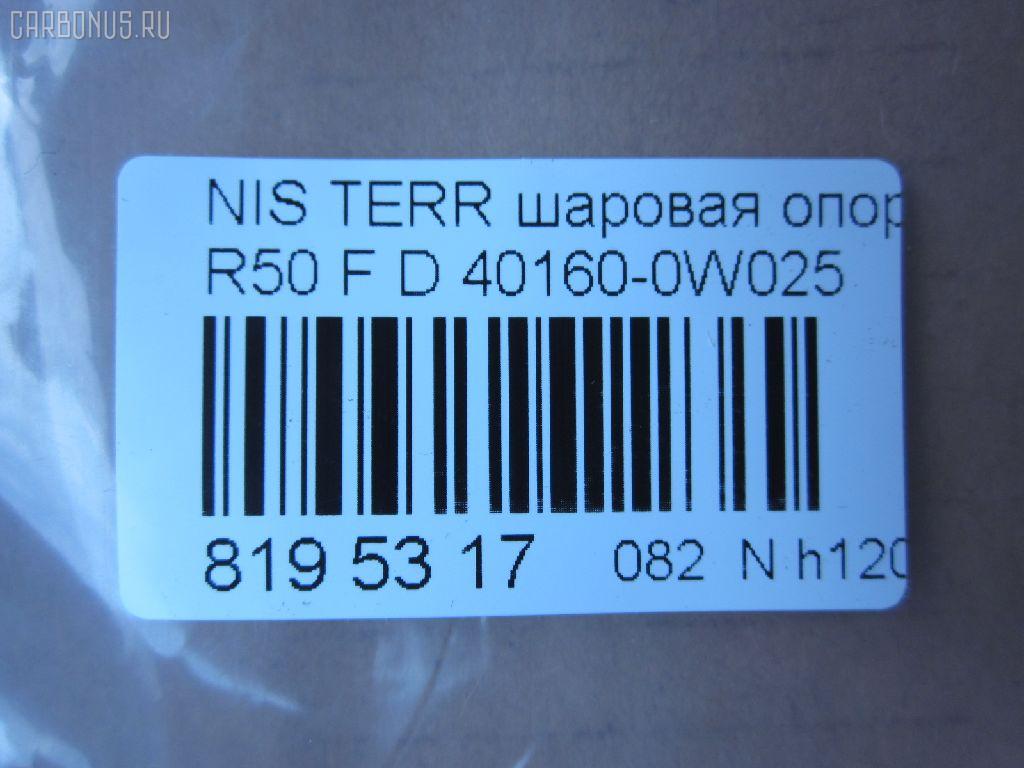 CARBONUS.RU
NIS TERR шаровая опор
R50 F D 40160-0W025
819 53 17 082 N h120